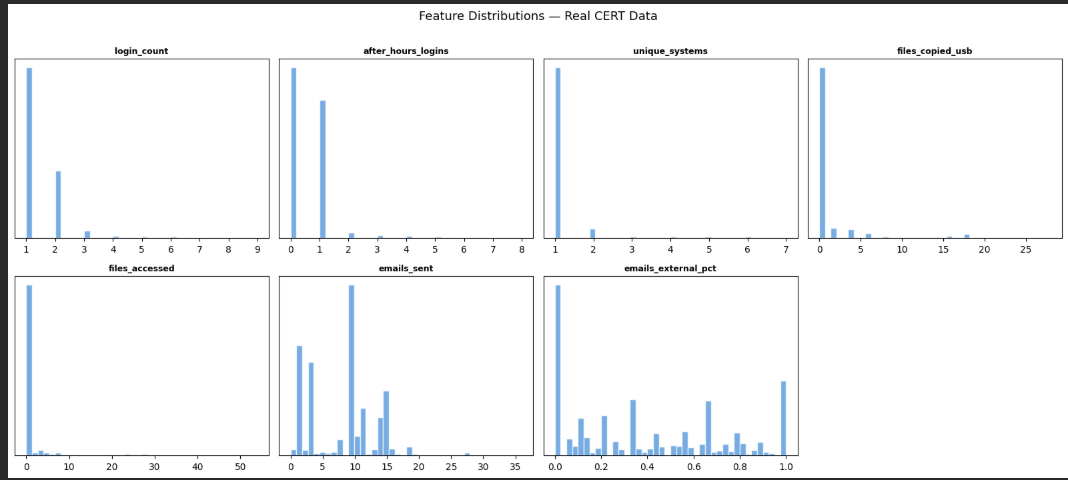 Feature Distributions — Real CERT Data
login_count
after_hours_logins
unique_systems
files_copied_usb
1 2 3 4 5 6 7 8 9
0 1 2 3 4 5 6 7 8
1 2 3 4 5 6 7
0 5 10 15 20 25
files_accessed
emails_sent
emails_external_pct
0 10 20 30 40 50
0 5 10 15 20 25 30 35
0.0 0.2 0.4 0.6 0.8 1.0